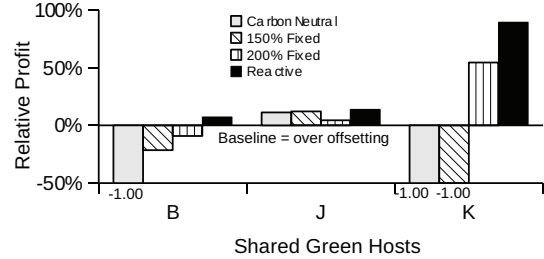 100%
Carbon Neutral
150% Fixed
200% Fixed
Reactive
Relative Profit
50%
0%
Baseline = over offsetting
-50%
-1.00
-1.00
-1.00
B
J
K
Shared Green Hosts